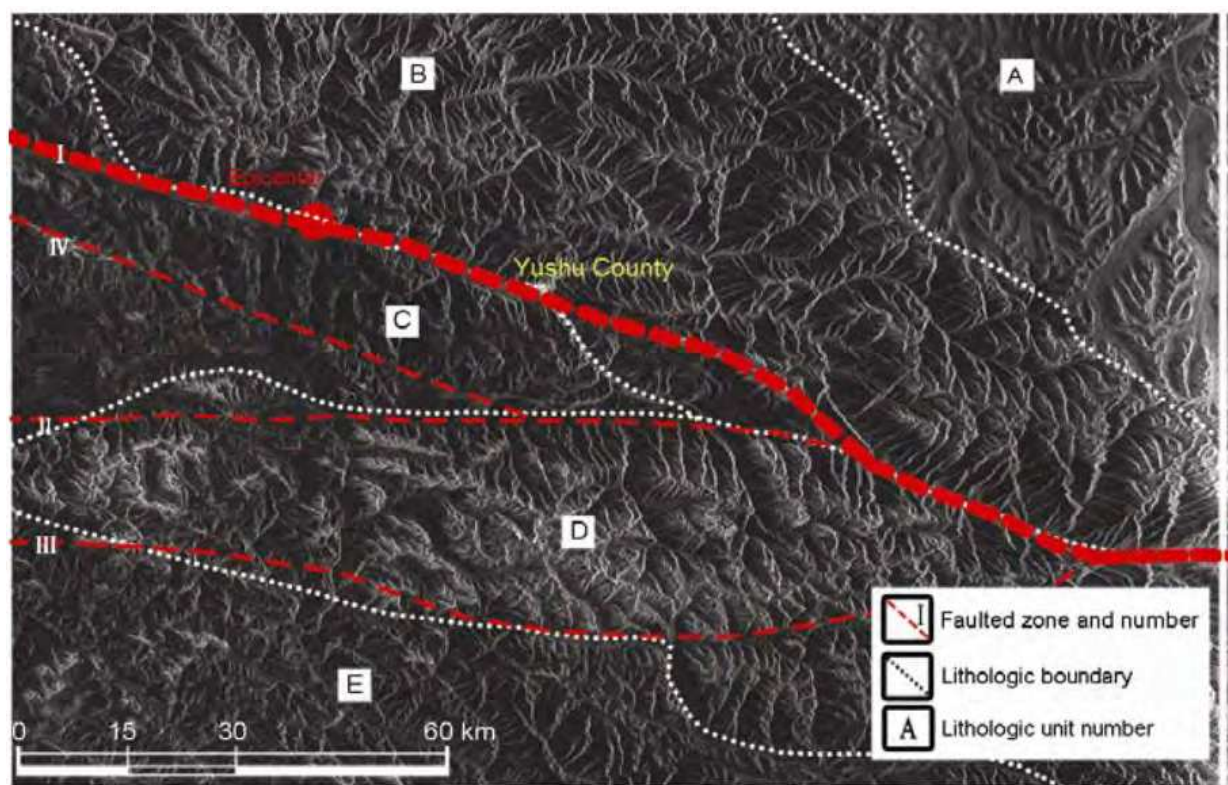 B
A
I
Epicenter
IV
Yushu County
C
II
D
III
E
0 15 30 60 km
I Faulted zone and number
Lithologic boundary
A Lithologic unit number